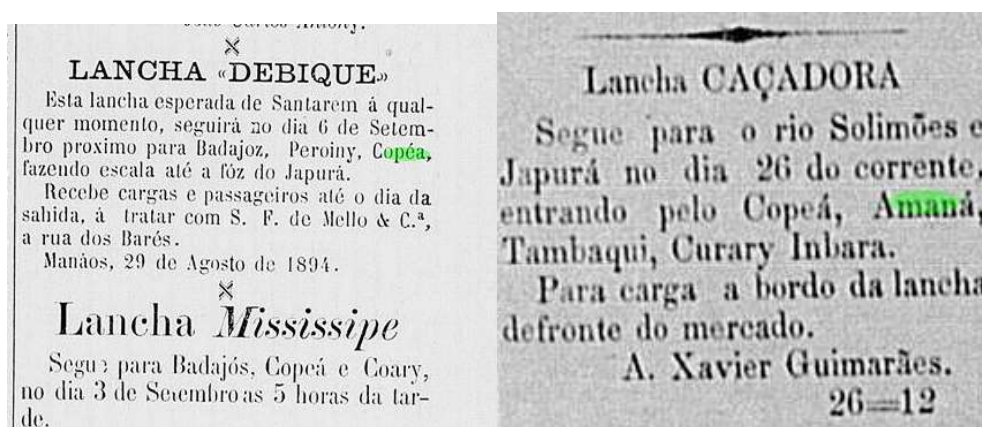 João Carlos Antony.
LANCHA «DEBIQUE»
Esta lancha esperada de Santarem á qual-
quer momento, seguirá no dia 6 de Setem-
bro proximo para Badajoz, Peroiny, Copéa,
fazendo escala até a fóz do Japurá.
Recebe cargas e passageiros até o dia da
sahida, á tratar com S. F. de Mello & C.ª,
a rua dos Barés.
Manáos, 29 de Agosto de 1894.
Lancha Mississipe
Segue para Badajós, Copeá e Coary,
no dia 3 de Setembro as 5 horas da tar-
de.
Lancha CAÇADORA
Segue para o rio Solimões e
Japurá no dia 26 do corrente,
entrando pelo Copeá, Amaná,
Tambaqui, Curary Inbara.
Para carga a bordo da lancha
defronte do mercado.
A. Xavier Guimarães.
26=12